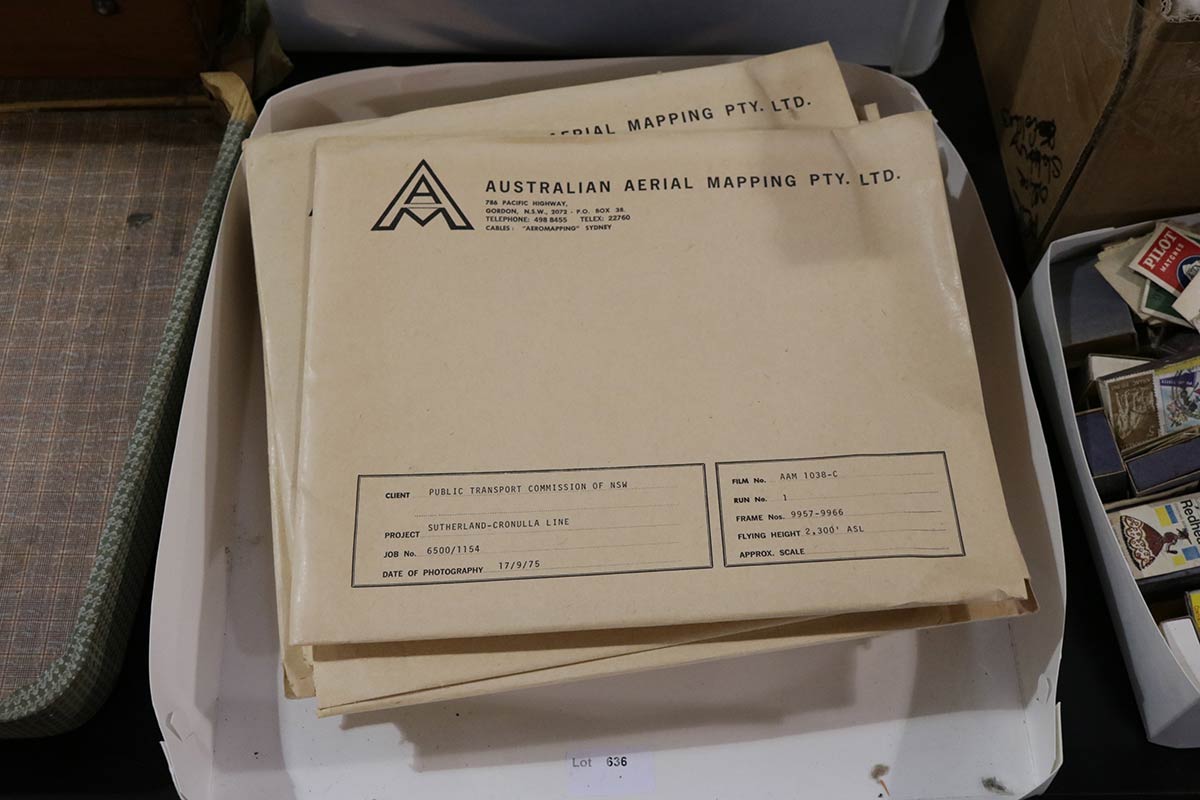 AERIAL MAPPING PTY. LTD.
AM
AUSTRALIAN AERIAL MAPPING PTY. LTD.
786 PACIFIC HIGHWAY,
GORDON, N.S.W., 2072 - P.O. BOX 38.
TELEPHONE: 498 8455 TELEX: 22760
CABLES: "AEROMAPPING" SYDNEY
CLIENT PUBLIC TRANSPORT COMMISSION OF NSW
PROJECT SUTHERLAND-CRONULLA LINE
JOB No. 6500/1154
DATE OF PHOTOGRAPHY 17/9/75
FILM No. AAM 1038-C
RUN No. 1
FRAME Nos. 9957-9966
FLYING HEIGHT 2,300' ASL
APPROX. SCALE
Lot 636
PILOT
MATCHES
Redhe